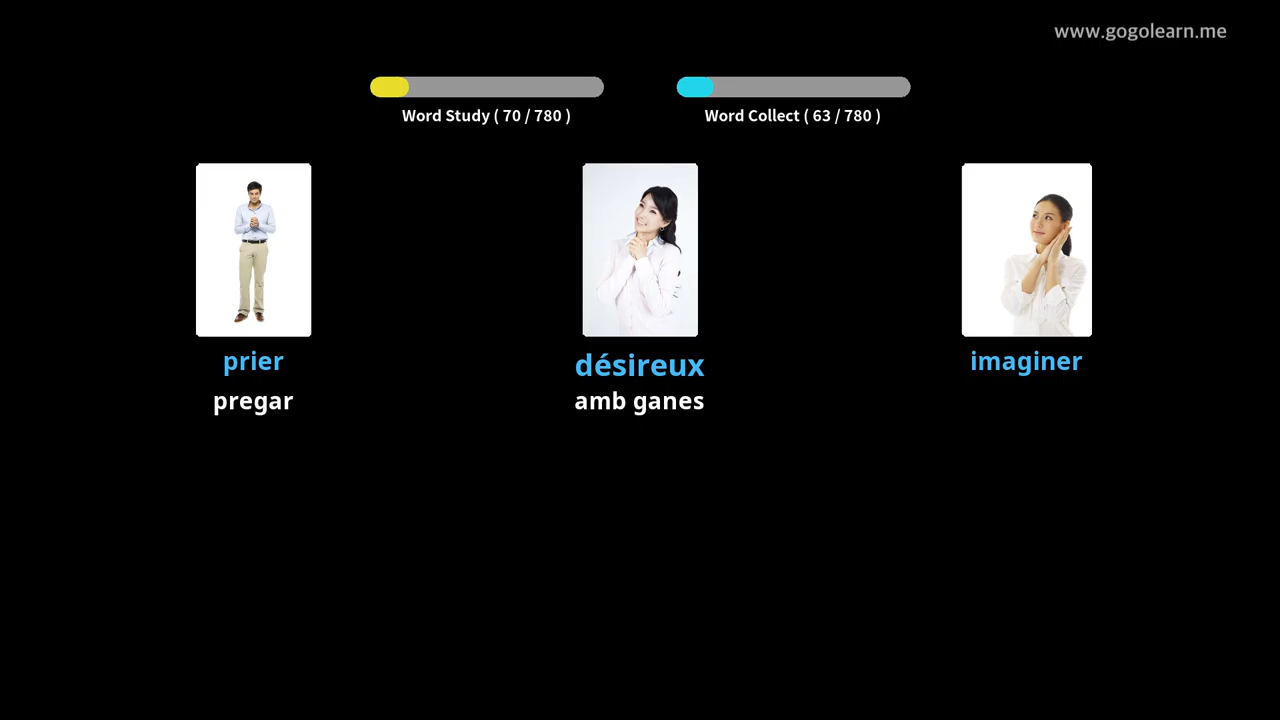 www.gogolearn.me
Word Study ( 70 / 780 )
Word Collect ( 63 / 780 )
prier
désireux
imaginer
pregar
amb ganes